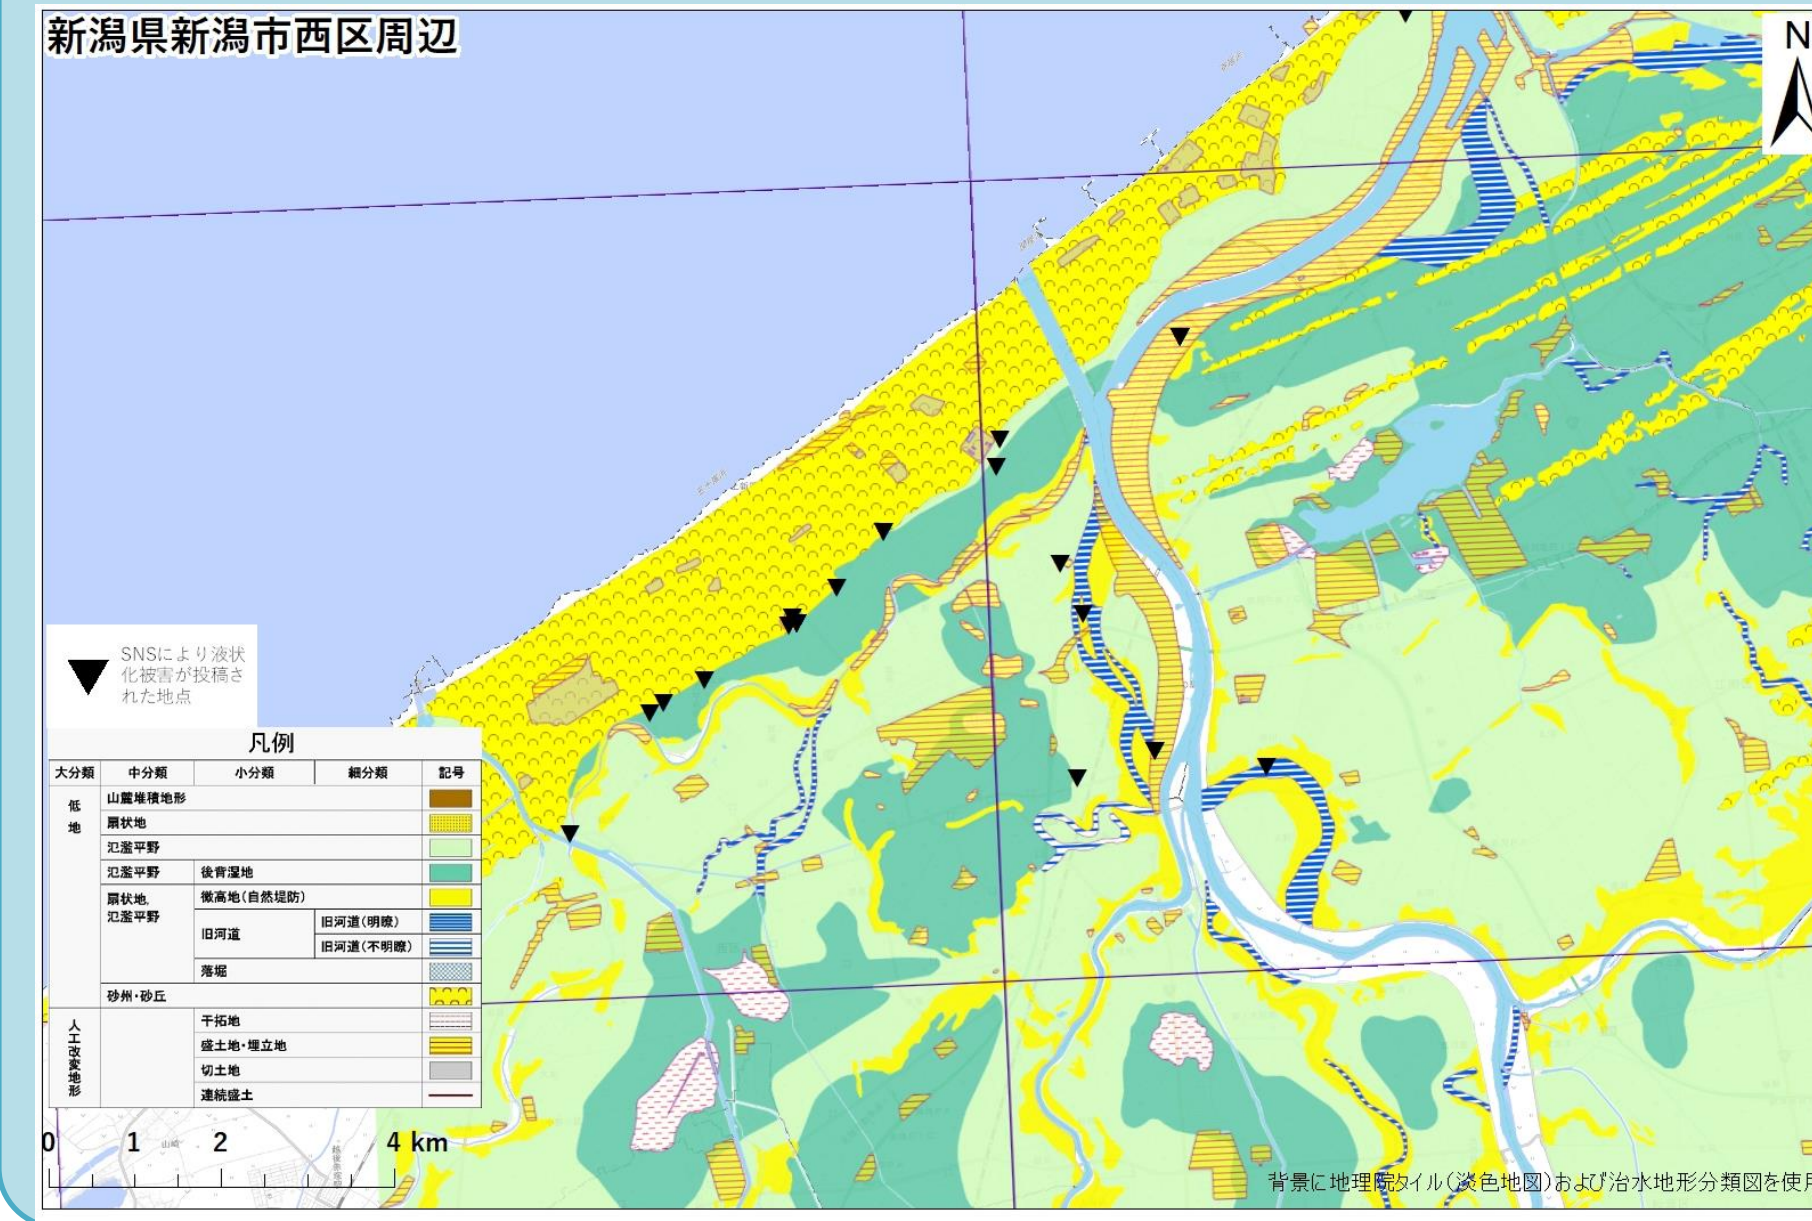 新潟県新潟市西区周辺
N
SNSにより液状
化被害が投稿さ
れた地点
凡例
大分類 中分類 小分類 細分類 記号
低地
山麓堆積地形
扇状地
氾濫平野
氾濫平野 後背湿地
扇状地,
氾濫平野
微高地(自然堤防)
旧河道
旧河道(明瞭)
旧河道(不明瞭)
落堀
砂州・砂丘
人工改変地形
干拓地
盛土地・埋立地
切土地
連続盛土
0 1 2 4 km
背景に地理院タイル(淡色地図)および治水地形分類図を使用